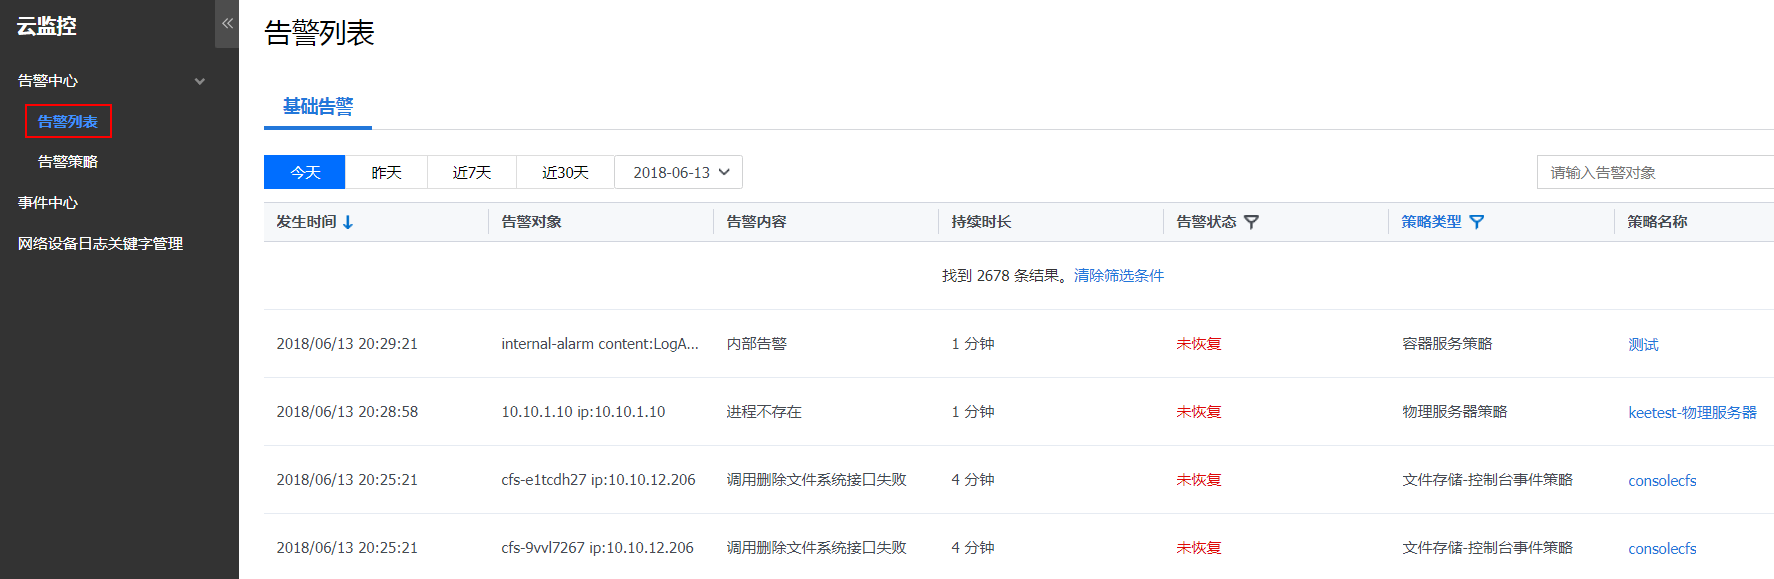 云监控
«
告警中心
告警列表
告警策略
事件中心
网络设备日志关键字管理
告警列表
基础告警
今天 昨天 近7天 近30天 2018-06-13 请输入告警对象
发生时间 告警对象 告警内容 持续时长 告警状态 策略类型 策略名称
找到 2678 条结果。清除筛选条件
2018/06/13 20:29:21 internal-alarm content:LogA... 内部告警 1 分钟 未恢复 容器服务策略 测试
2018/06/13 20:28:58 10.10.1.10 ip:10.10.1.10 进程不存在 1 分钟 未恢复 物理服务器策略 keetest-物理服务器
2018/06/13 20:25:21 cfs-e1tcdh27 ip:10.10.12.206 调用删除文件系统接口失败 4 分钟 未恢复 文件存储-控制台事件策略 consolecfs
2018/06/13 20:25:21 cfs-9vvl7267 ip:10.10.12.206 调用删除文件系统接口失败 4 分钟 未恢复 文件存储-控制台事件策略 consolecfs